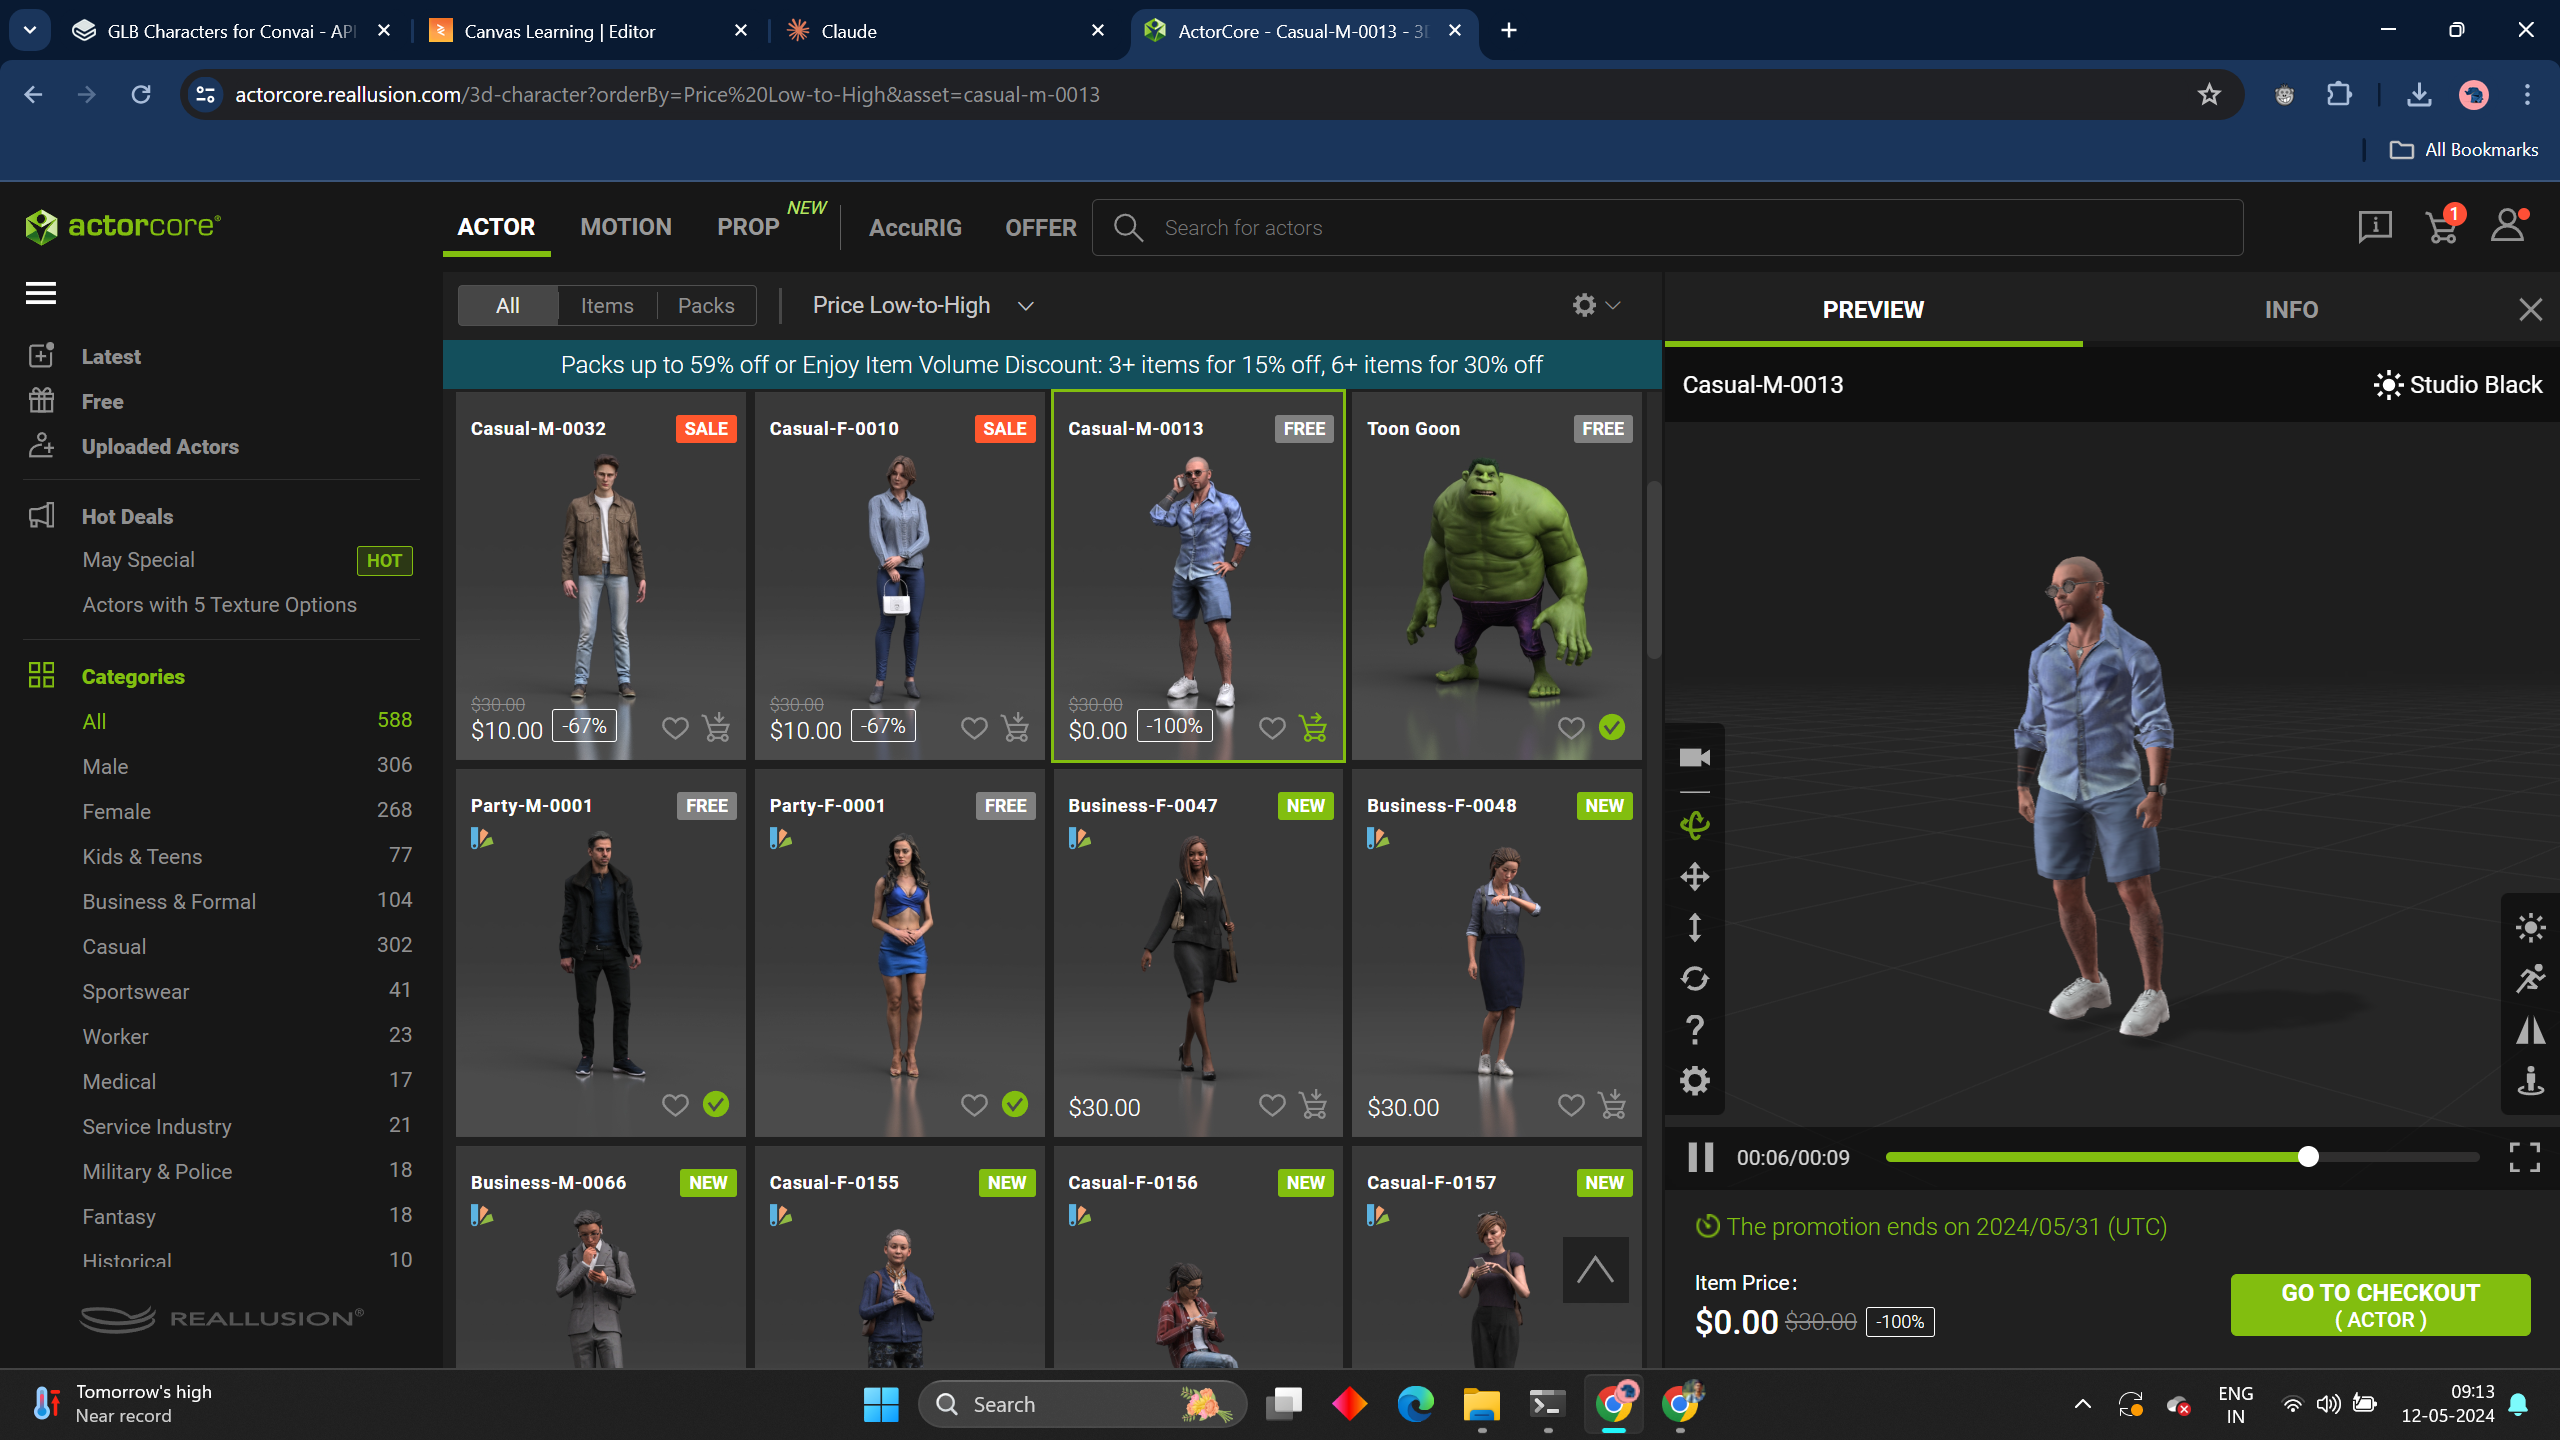 GLB Characters for Convai - API
Canvas Learning | Editor
Claude
ActorCore - Casual-M-0013 - 3D
actorcore.reallusion.com/3d-character?orderBy=Price%20Low-to-High&asset=casual-m-0013
All Bookmarks
actorcore®
ACTOR
MOTION
PROP
NEW
AccuRIG
OFFER
Search for actors
1
Latest
Free
Uploaded Actors
Hot Deals
May Special
HOT
Actors with 5 Texture Options
Categories
All 588
Male 306
Female 268
Kids & Teens 77
Business & Formal 104
Casual 302
Sportswear 41
Worker 23
Medical 17
Service Industry 21
Military & Police 18
Fantasy 18
Historical 10
REALLUSION®
All
Items
Packs
Price Low-to-High
Packs up to 59% off or Enjoy Item Volume Discount: 3+ items for 15% off, 6+ items for 30% off
Casual-M-0032 SALE
$30.00
$10.00 -67%
Casual-F-0010 SALE
$30.00
$10.00 -67%
Casual-M-0013 FREE
$30.00
$0.00 -100%
Toon Goon FREE
Party-M-0001 FREE
Party-F-0001 FREE
Business-F-0047 NEW
$30.00
Business-F-0048 NEW
$30.00
Business-M-0066 NEW
Casual-F-0155 NEW
Casual-F-0156 NEW
Casual-F-0157 NEW
PREVIEW
INFO
Casual-M-0013
Studio Black
00:06/00:09
The promotion ends on 2024/05/31 (UTC)
Item Price:
$0.00 $30.00 -100%
GO TO CHECKOUT
( ACTOR )
Tomorrow's high
Near record
Search
ENG
IN
09:13
12-05-2024